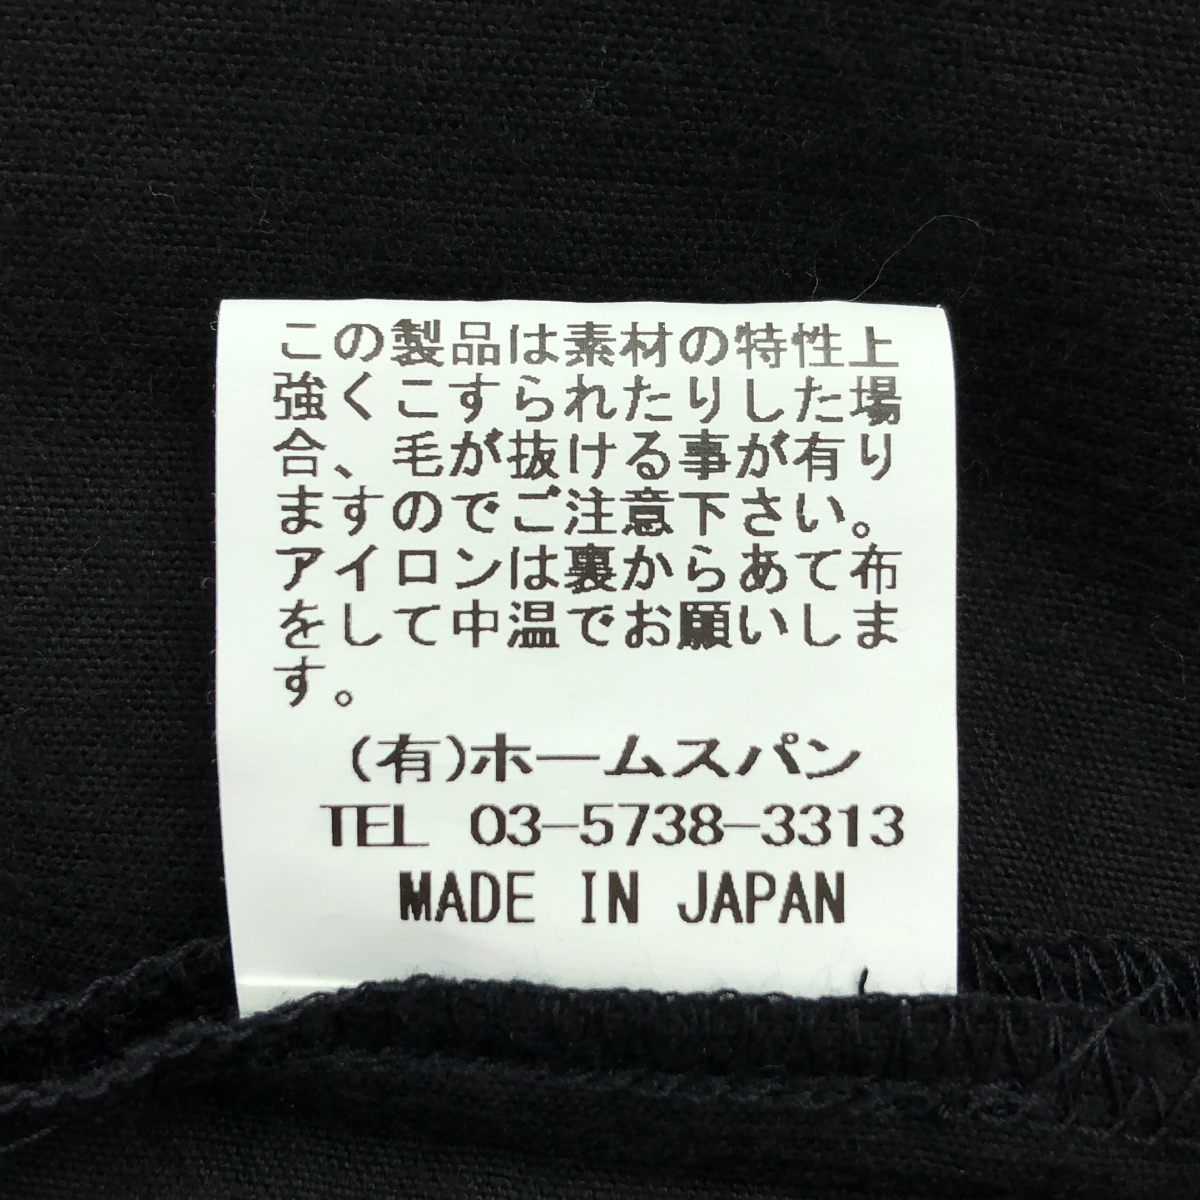 この製品は素材の特性上
強くこすられたりした場
合、毛が抜ける事が有り
ますのでご注意下さい。
アイロンは裏からあて布
をして中温でお願いしま
す。
(有)ホームスパン
TEL 03-5738-3313
MADE IN JAPAN